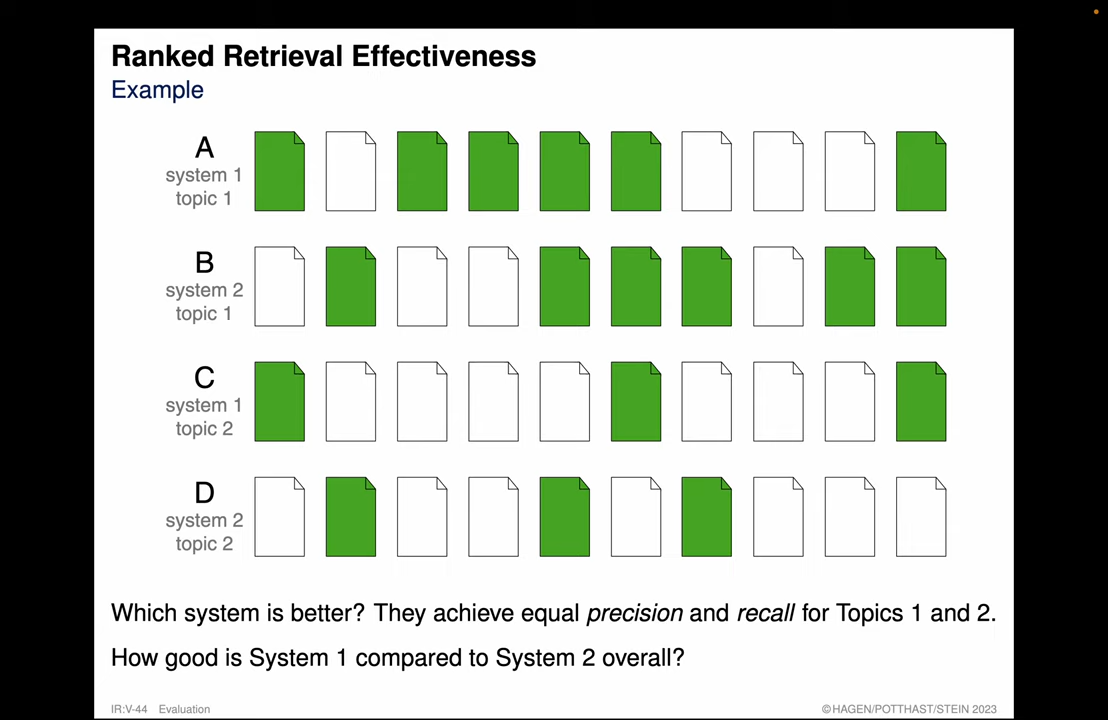 Ranked Retrieval Effectiveness
Example
A
system 1
topic 1
B
system 2
topic 1
C
system 1
topic 2
D
system 2
topic 2
Which system is better? They achieve equal precision and recall for Topics 1 and 2.
How good is System 1 compared to System 2 overall?
IR:V-44 Evaluation
©HAGEN/POTTHAST/STEIN 2023